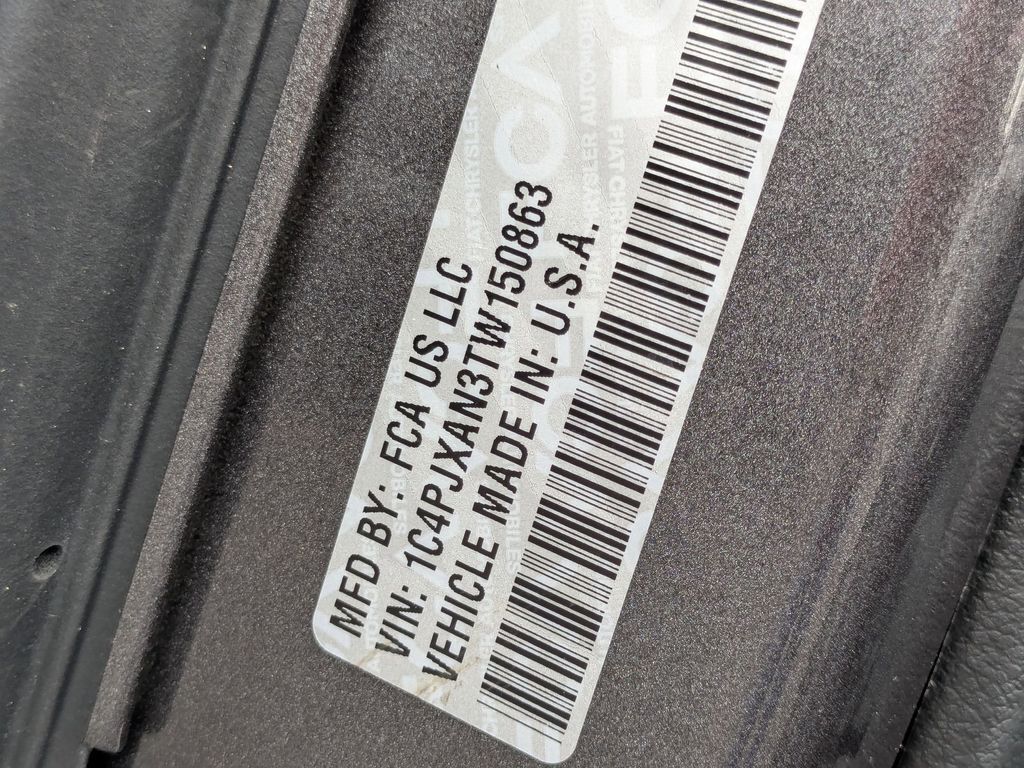 MFD BY: FCA US LLC
VIN: 1C4PJXAN3TW150863
VEHICLE MADE IN: U.S.A.